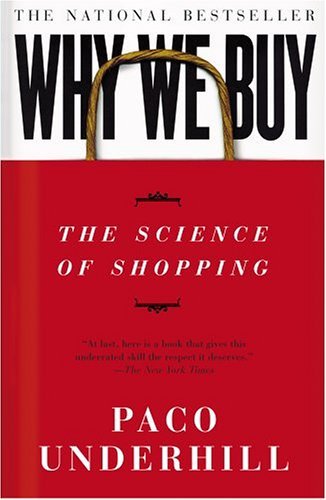 THE NATIONAL BESTSELLER
WHY WE BUY
THE SCIENCE
OF SHOPPING
"At last, here is a book that gives this
underrated skill the respect it deserves."
—The New York Times
PACO
UNDERHILL